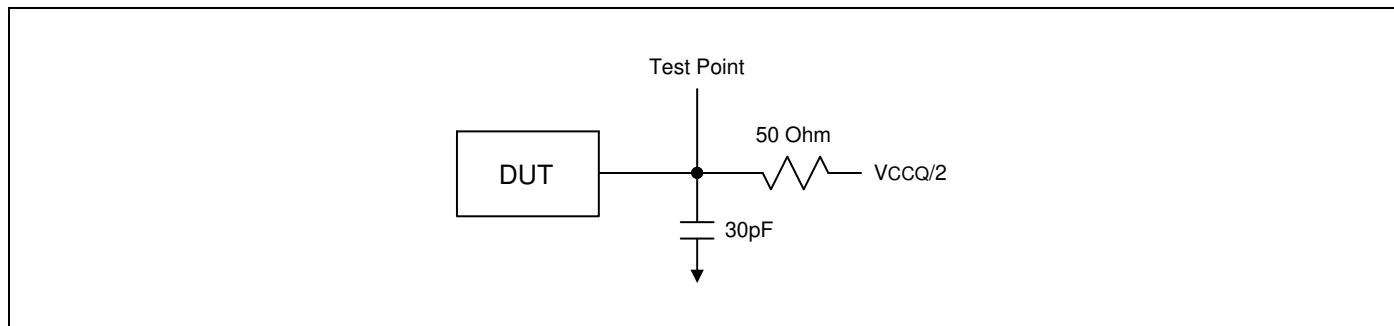 Test Point
50 Ohm
DUT
VCCQ/2
30pF